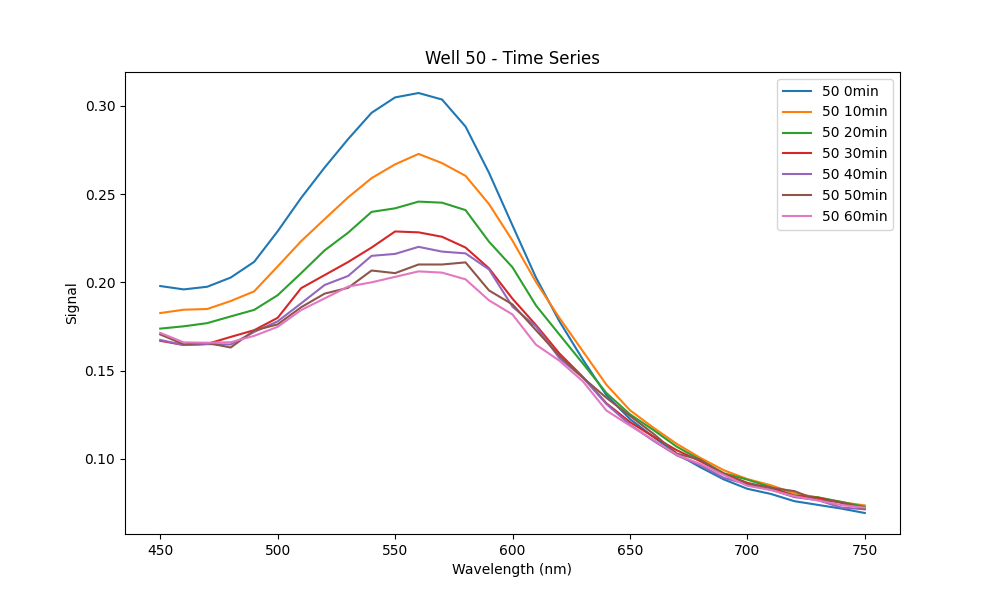 Well 50 - Time Series
50 0min
50 10min
50 20min
50 30min
50 40min
50 50min
50 60min
Signal
0.30
0.25
0.20
0.15
0.10
450 500 550 600 650 700 750
Wavelength (nm)